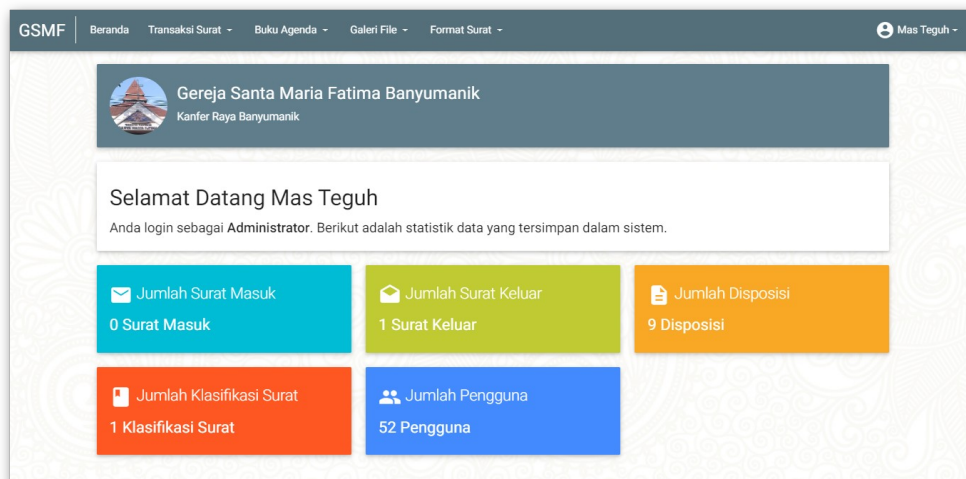 GSMF Beranda Transaksi Surat Buku Agenda Galeri File Format Surat Mas Teguh
Gereja Santa Maria Fatima Banyumanik
Kanfer Raya Banyumanik
Selamat Datang Mas Teguh
Anda login sebagai Administrator. Berikut adalah statistik data yang tersimpan dalam sistem.
Jumlah Surat Masuk
0 Surat Masuk
Jumlah Surat Keluar
1 Surat Keluar
Jumlah Disposisi
9 Disposisi
Jumlah Klasifikasi Surat
1 Klasifikasi Surat
Jumlah Pengguna
52 Pengguna